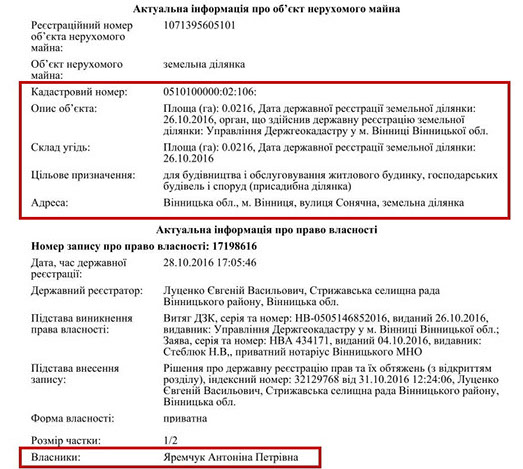 Актуальна інформація про об’єкт нерухомого майна
Реєстраційний номер 1071395605101
об’єкта нерухомого
майна:
Об’єкт нерухомого земельна ділянка
майна:
Кадастровий номер: 0510100000:02:106:
Опис об’єкта: Площа (га): 0.0216, Дата державної реєстрації земельної ділянки:
26.10.2016, орган, що здійснив державну реєстрацію земельної
ділянки: Управління Держгеокадастру у м. Вінниці Вінницької обл.
Склад угідь: Площа (га): 0.0216, Дата державної реєстрації земельної ділянки:
26.10.2016
Цільове призначення: для будівництва і обслуговування житлового будинку, господарських
будівель і споруд (присадибна ділянка)
Адреса: Вінницька обл., м. Вінниця, вулиця Сонячна, земельна ділянка
Актуальна інформація про право власності
Номер запису про право власності: 17198616
Дата, час державної 28.10.2016 17:05:46
реєстрації:
Державний реєстратор: Луценко Євгеній Васильович, Стрижавська селищна рада
Вінницького району, Вінницька обл.
Підстава виникнення Витяг ДЗК, серія та номер: НВ-0505146852016, виданий 26.10.2016,
права власності: видавник: Управління Держгеокадастру у м. Вінниці Вінницької обл.;
Заява, серія та номер: НВА 434171, виданий 04.10.2016, видавник:
Стеблюк Н.В,, приватний нотаріус Вінницького МНО
Підстава внесення Рішення про державну реєстрацію прав та їх обтяжень (з відкриттям
запису: розділу), індексний номер: 32129768 від 31.10.2016 12:24:06, Луценко
Євгеній Васильович, Стрижавська селищна рада Вінницького району,
Вінницька обл.
Форма власності: приватна
Розмір частки: 1/2
Власники: Яремчук Антоніна Петрівна